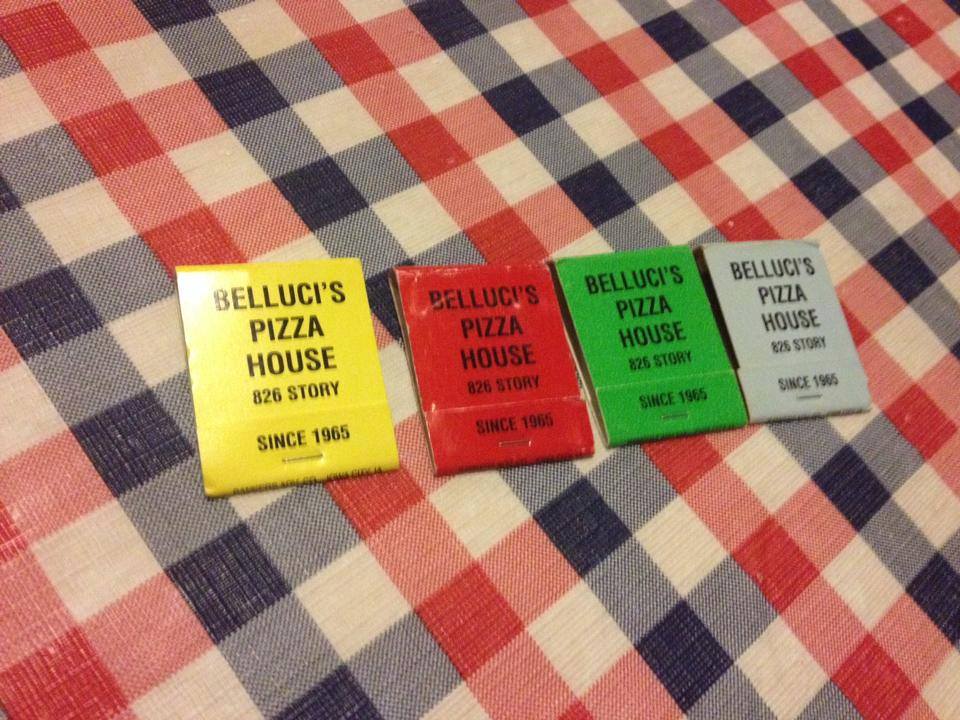 BELLUCI'S
PIZZA
HOUSE
826 STORY
SINCE 1965
BELLUCI'S
PIZZA
HOUSE
826 STORY
SINCE 1965
BELLUCI'S
PIZZA
HOUSE
826 STORY
SINCE 1965
BELLUCI'S
PIZZA
HOUSE
826 STORY
SINCE 1965